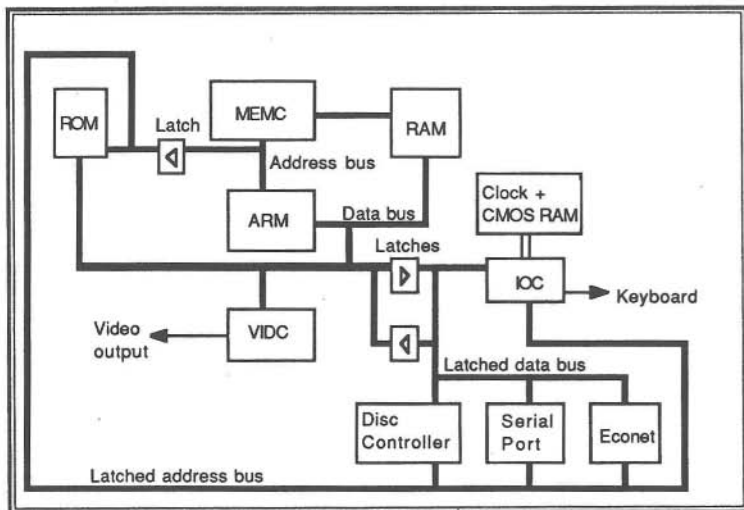 MEMC
ROM
Latch
RAM
Address bus
Clock +
CMOS RAM
ARM
Data bus
Latches
IOC
Keyboard
Video
output
VIDC
Latched data bus
Disc
Controller
Serial
Port
Econet
Latched address bus